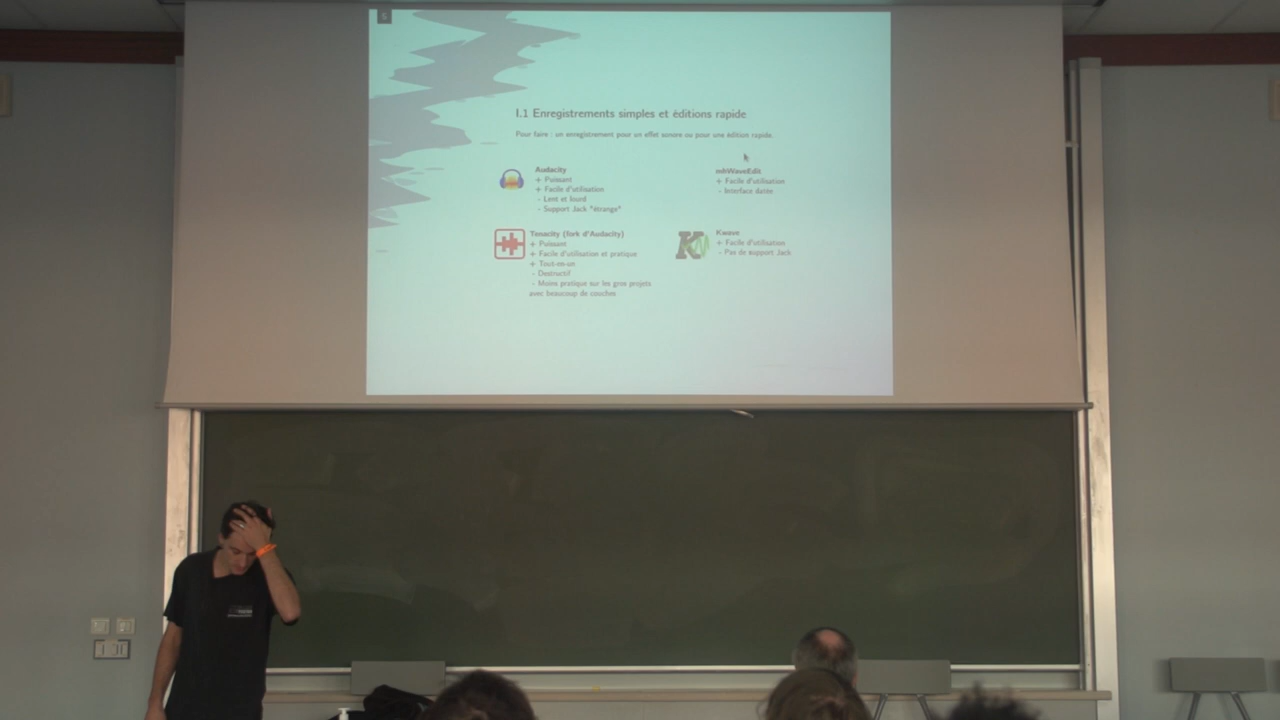 5
I.1 Enregistrements simples et éditions rapide
Pour faire : un enregistrement pour un effet sonore ou pour une édition rapide.
Audacity
+ Puissant
+ Facile d'utilisation
- Lent et lourd
- Support Jack "étrange"
mhWaveEdit
+ Facile d'utilisation
- Interface datée
Tenacity (fork d'Audacity)
+ Puissant
+ Facile d'utilisation et pratique
+ Tout-en-un
- Destructif
- Moins pratique sur les gros projets
avec beaucoup de couches
Kwave
+ Facile d'utilisation
- Pas de support Jack